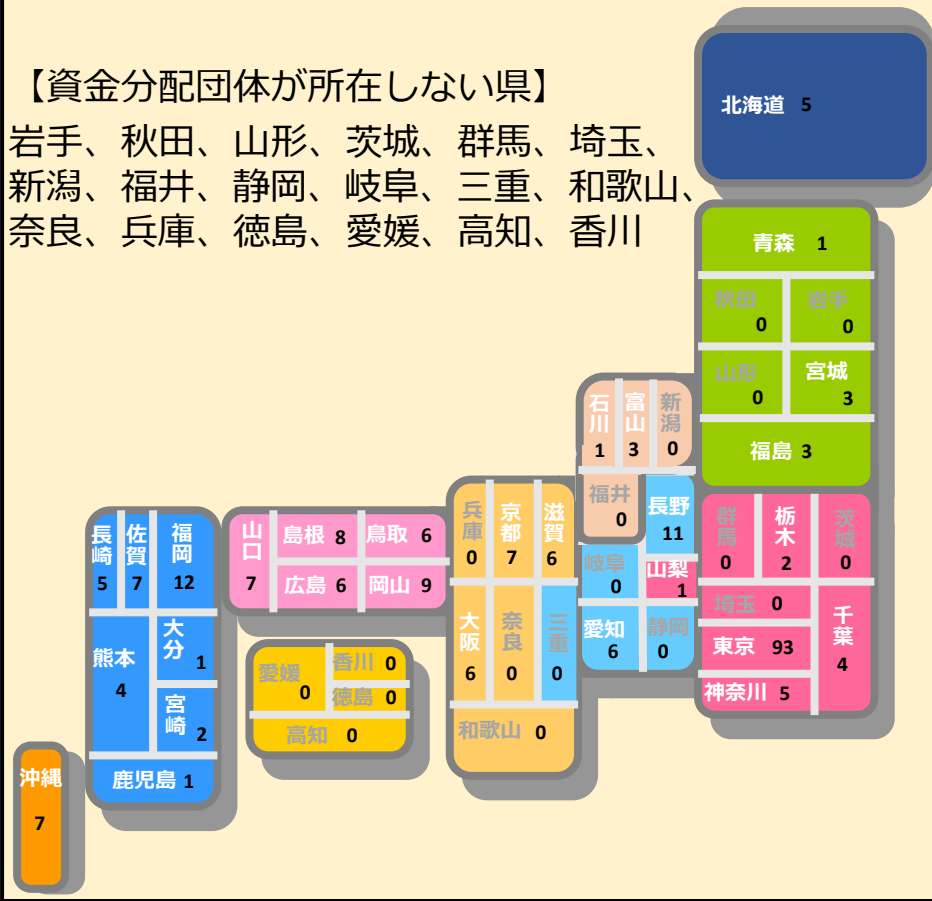 【資金分配団体が所在しない県】
岩手、秋田、山形、茨城、群馬、埼玉、
新潟、福井、静岡、岐阜、三重、和歌山、
奈良、兵庫、徳島、愛媛、高知、香川
北海道 5
青森 1
秋田 0
岩手 0
山形 0
宮城 3
福島 3
石川 1
富山 3
新潟 0
福井 0
長野 11
岐阜 0
山梨 1
愛知 6
静岡 0
群馬 0
栃木 2
茨城 0
埼玉 0
千葉 4
東京 93
神奈川 5
兵庫 0
京都 7
滋賀 6
大阪 6
奈良 0
三重 0
和歌山 0
山口 7
島根 8
鳥取 6
広島 6
岡山 9
愛媛 0
香川 0
徳島 0
高知 0
長崎 5
佐賀 7
福岡 12
熊本 4
大分 1
宮崎 2
鹿児島 1
沖縄 7